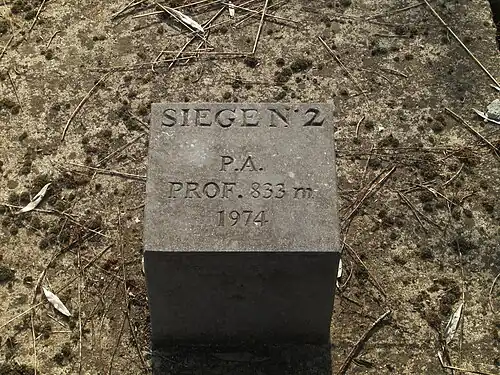 SIEGEN 2
P.A.
PROF. 833 m
1974